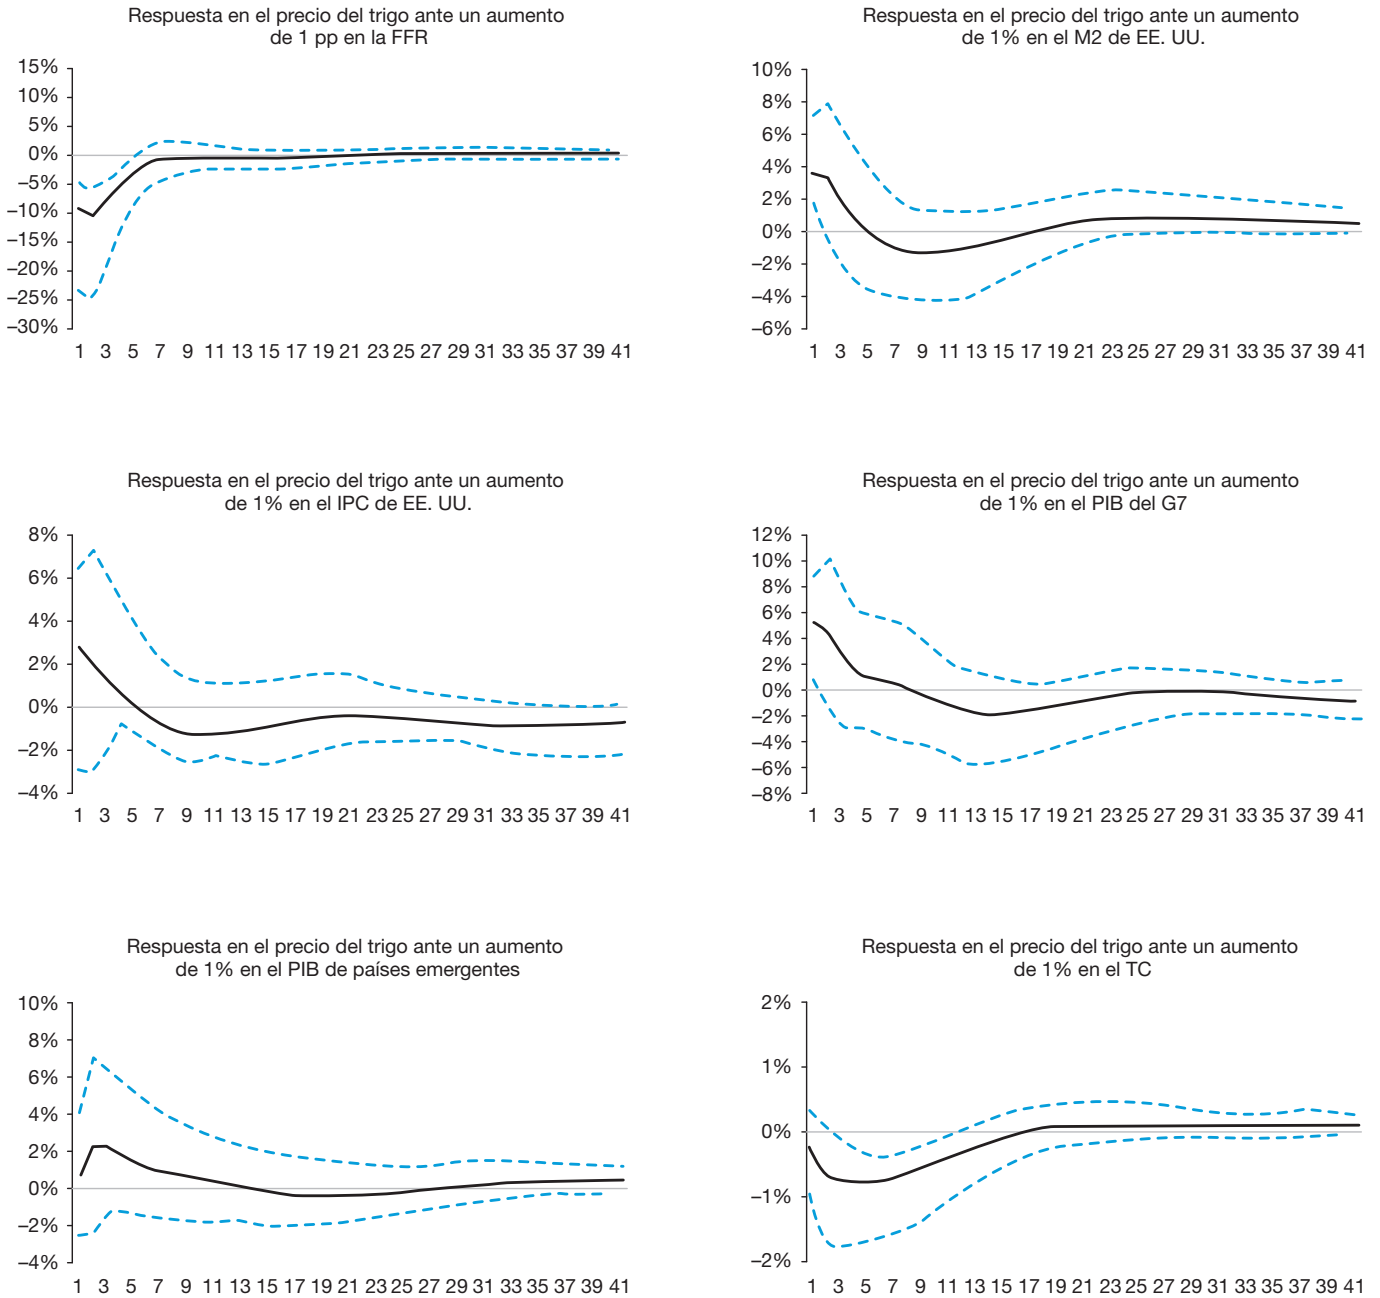 Respuesta en el precio del trigo ante un aumento
de 1 pp en la FFR
15%
10%
5%
0%
–5%
–10%
–15%
–20%
–25%
–30%
1 3 5 7 9 11 13 15 17 19 21 23 25 27 29 31 33 35 37 39 41
Respuesta en el precio del trigo ante un aumento
de 1% en el M2 de EE. UU.
10%
8%
6%
4%
2%
0%
–2%
–4%
–6%
1 3 5 7 9 11 13 15 17 19 21 23 25 27 29 31 33 35 37 39 41
Respuesta en el precio del trigo ante un aumento
de 1% en el IPC de EE. UU.
8%
6%
4%
2%
0%
–2%
–4%
1 3 5 7 9 11 13 15 17 19 21 23 25 27 29 31 33 35 37 39 41
Respuesta en el precio del trigo ante un aumento
de 1% en el PIB del G7
12%
10%
8%
6%
4%
2%
0%
–2%
–4%
–6%
–8%
1 3 5 7 9 11 13 15 17 19 21 23 25 27 29 31 33 35 37 39 41
Respuesta en el precio del trigo ante un aumento
de 1% en el PIB de países emergentes
10%
8%
6%
4%
2%
0%
–2%
–4%
1 3 5 7 9 11 13 15 17 19 21 23 25 27 29 31 33 35 37 39 41
Respuesta en el precio del trigo ante un aumento
de 1% en el TC
2%
1%
0%
–1%
–2%
1 3 5 7 9 11 13 15 17 19 21 23 25 27 29 31 33 35 37 39 41